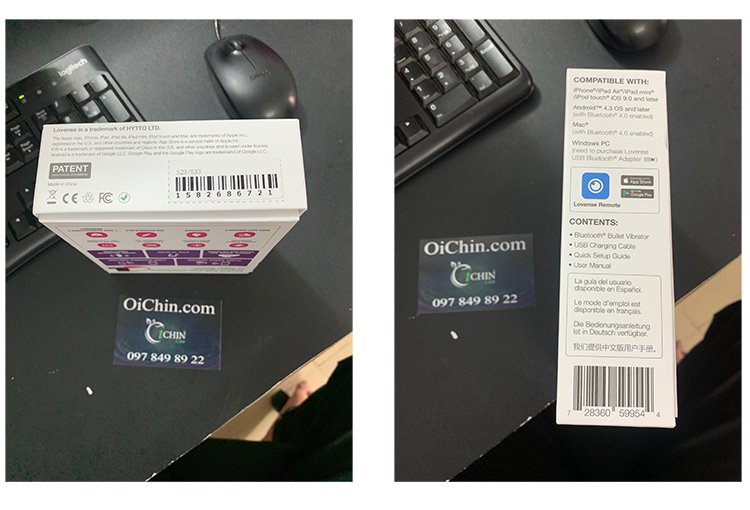 logitech
DELL
Lovense is a trademark of HYTTO LTD.
The Apple logo, iPhone, iPad, iPad Air, iPad mini, iPod touch and Mac are trademarks of Apple Inc.,
registered in the U.S. and other countries and regions. App Store is a service mark of Apple Inc.
IOS is a trademark or registered trademark of Cisco in the U.S. and other countries and is used under license.
Android is a trademark of Google LLC. Google Play and the Google Play logo are trademarks of Google LLC.
PATENT
Made in China
CE FC
S23/S33
1582686721
OiChin.com
CHIN
.com
097 849 89 22
COMPATIBLE WITH:
iPhone®/iPad Air®/iPad mini®
/iPod touch® iOS 9.0 and later
Android™ 4.3 OS and later
(with Bluetooth® 4.0 enabled)
Mac®
(with Bluetooth® 4.0 enabled)
Windows PC
(need to purchase Lovense
USB Bluetooth® Adapter)
App Store
Google Play
Lovense Remote
CONTENTS:
• Bluetooth® Bullet Vibrator
• USB Charging Cable
• Quick Setup Guide
• User Manual
La guía del usuario
disponible en Español.
Le mode d'emploi est
disponible en français.
Die Bedienungsanleitung
ist in Deutsch verfügbar.
我们提供中文版用户手册。
7 28360 59954 4
OiChin.com
CHIN
.com
097 849 89 22